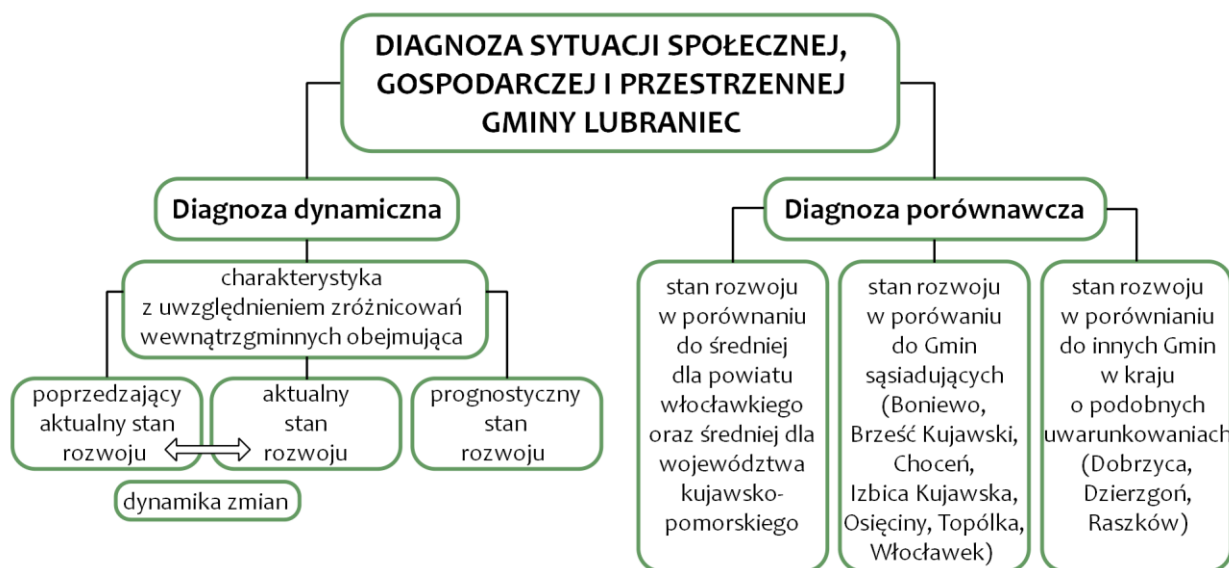 DIAGNOZA SYTUACJI SPOŁECZNEJ,
GOSPODARCZEJ I PRZESTRZENNEJ
GMINY LUBRANIEC
Diagnoza dynamiczna
charakterystyka
z uwzględnieniem zróżnicowań
wewnątrzgminnych obejmująca
poprzedzający
aktualny stan
rozwoju
aktualny
stan
rozwoju
prognostyczny
stan
rozwoju
dynamika zmian
Diagnoza porównawcza
stan rozwoju
w porównaniu
do średniej
dla powiatu
włocławkiego
oraz średniej dla
województwa
kujawsko-
pomorskiego
stan rozwoju
w porówaniu
do Gmin
sąsiadujących
(Boniewo,
Brześć Kujawski,
Choceń,
Izbica Kujawska,
Osięciny, Topólka,
Włocławek)
stan rozwoju
w porównianiu
do innych Gmin
w kraju
o podobnych
uwarunkowaniach
(Dobrzyca,
Dzierzgoń,
Raszków)